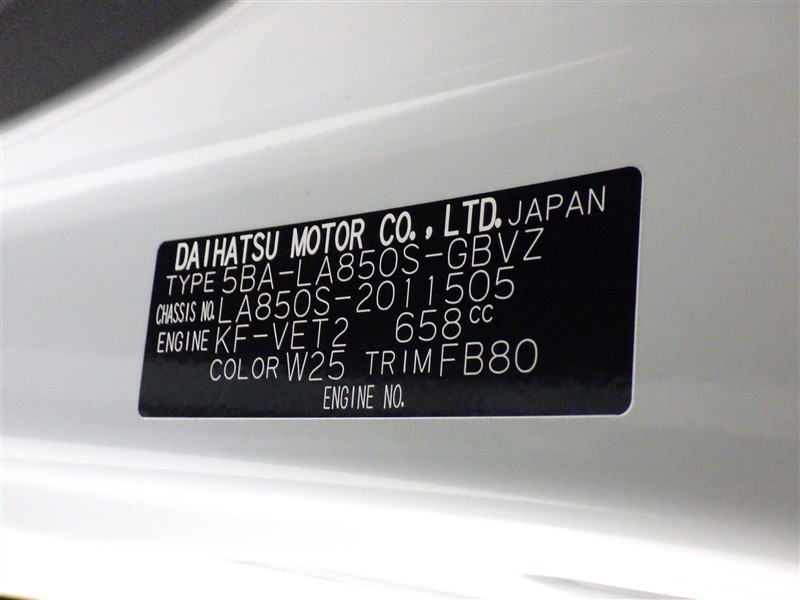 DAIHATSU MOTOR CO., LTD. JAPAN
TYPE 5BA-LA850S-GBVZ
CHASSIS NO. LA850S-2011505
ENGINE KF-VET2 658cc
COLOR W25 TRIM FB80
ENGINE NO.